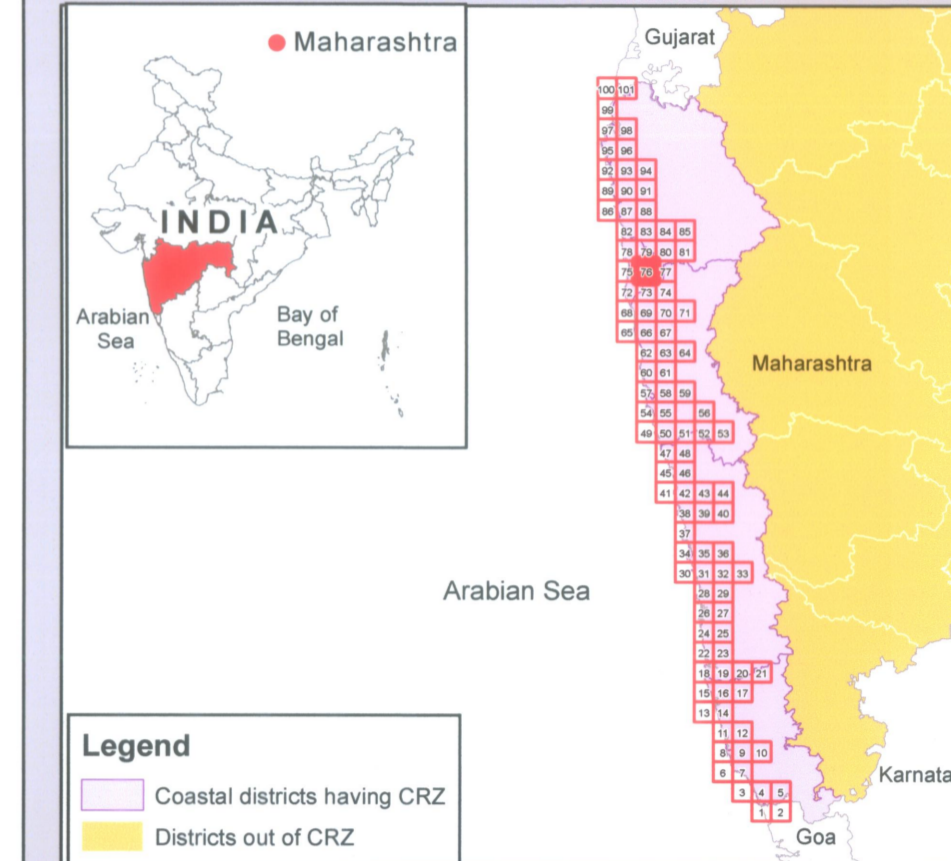 Maharashtra
INDIA
Arabian
Sea
Bay of
Bengal
Gujarat
100 101
99
97 98
95 96
92 93 94
89 90 91
86 87 88
82 83 84 85
78 79 80 81
75 76 77
72 73 74
68 69 70 71
65 66 67
62 63 64
60 61
57 58 59
54 55 56
49 50 51 52 53
47 48
45 46
41 42 43 44
38 39 40
37
34 35 36
30 31 32 33
28 29
26 27
24 25
22 23
18 19 20 21
15 16 17
13 14
11 12
8 9 10
6 7
3 4 5
1 2
Maharashtra
Arabian Sea
Karnata
Goa
Legend
Coastal districts having CRZ
Districts out of CRZ